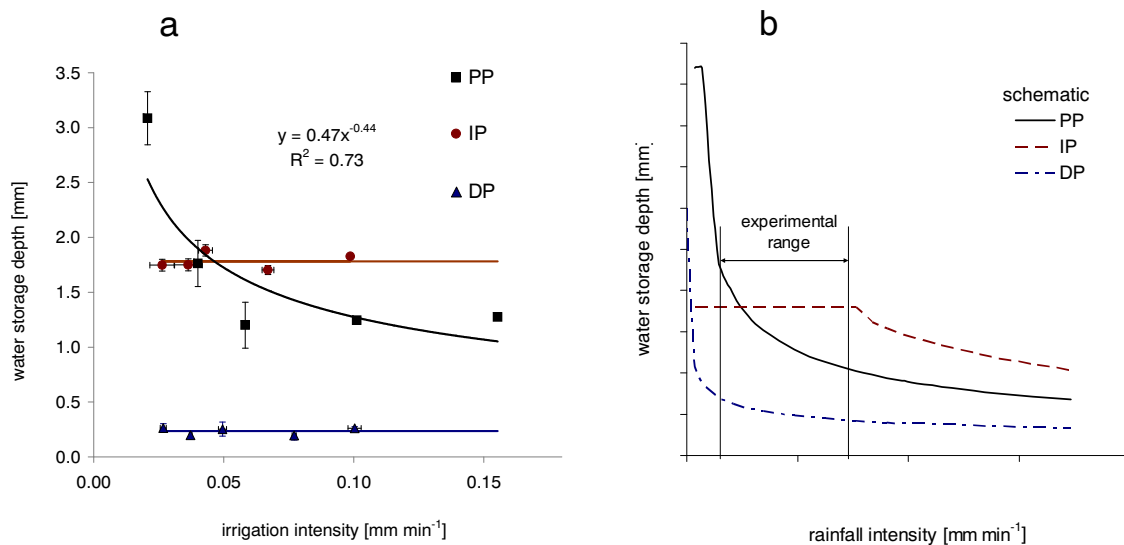 a
PP
IP
DP
y = 0.47x^-0.44
R² = 0.73
3.5
3.0
2.5
2.0
1.5
1.0
0.5
0.0
water storage depth [mm]
0.00
0.05
0.10
0.15
irrigation intensity [mm min⁻¹]
b
schematic
PP
IP
DP
experimental
range
water storage depth [mm]
rainfall intensity [mm min⁻¹]